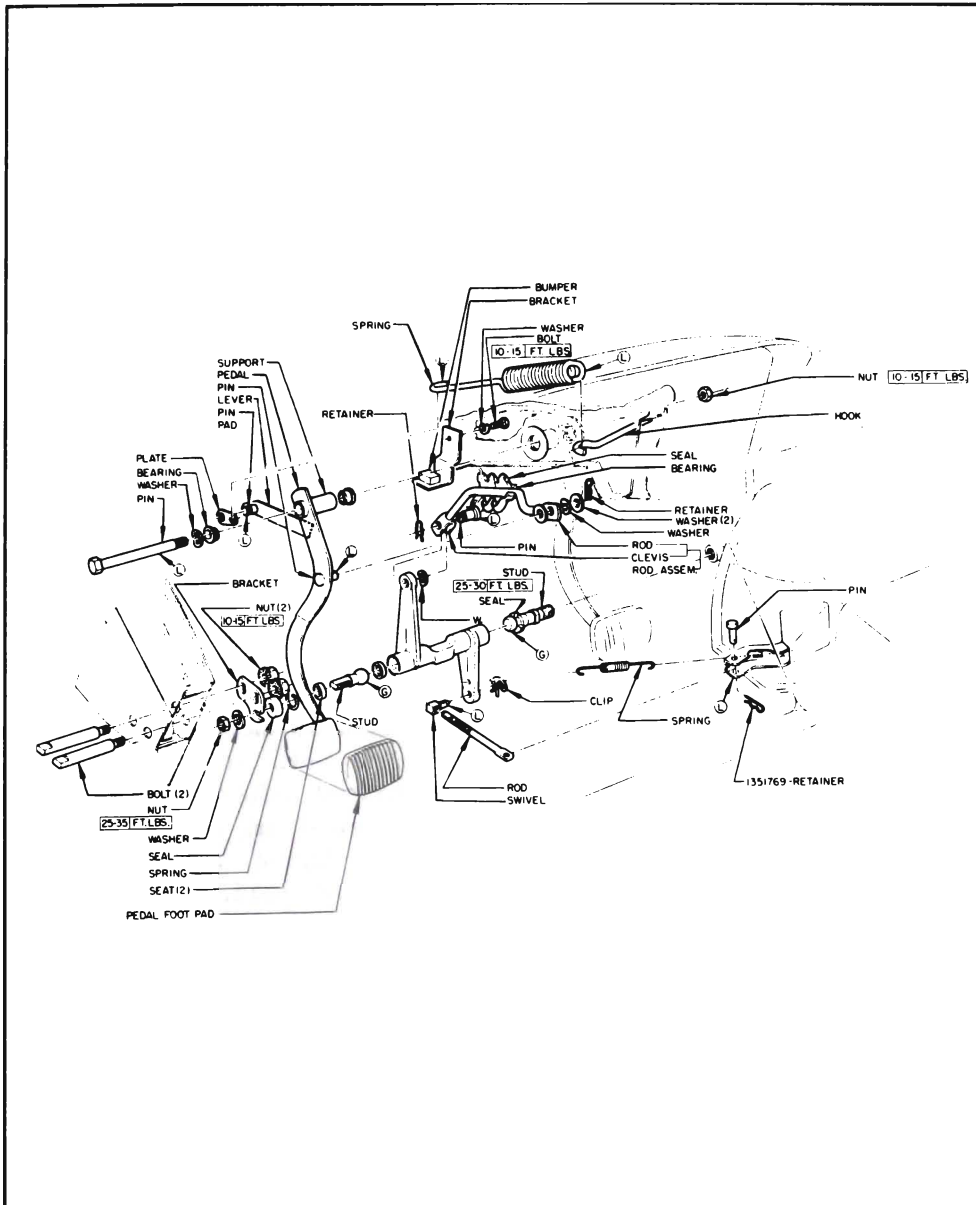 BUMPER
BRACKET
SPRING
WASHER
BOLT
10-15 FT LBS
L
SUPPORT
PEDAL
PIN
LEVER
PIN
PAD
NUT 10-15 FT LBS
RETAINER
HOOK
PLATE
BEARING
WASHER
PIN
SEAL
BEARING
L
L
RETAINER
WASHER (2)
WASHER
PIN
ROD
CLEVIS
ROD ASSEM.
L
L
BRACKET
NUT (2)
10-15 FT LBS
STUD
25-30 FT LBS.
SEAL
PIN
W
G
G
STUD
CLIP
L
SPRING
L
BOLT (2)
NUT
25-35 FT. LBS.
WASHER
SEAL
SPRING
SEAT (2)
PEDAL FOOT PAD
ROD
SWIVEL
1351769-RETAINER